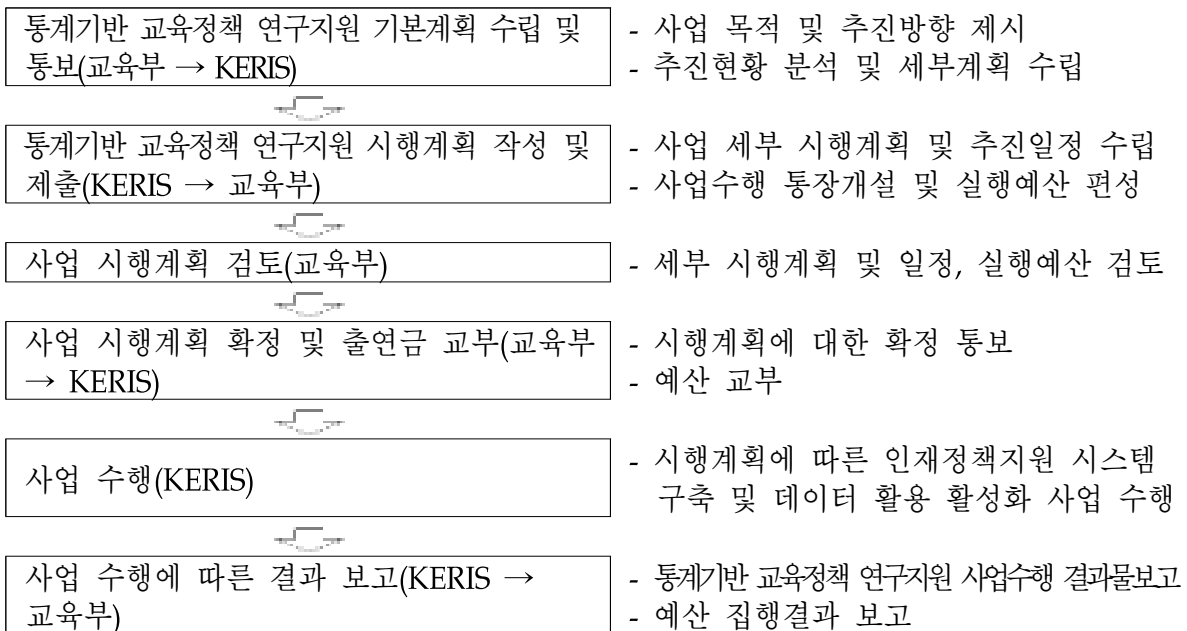 통계기반 교육정책 연구지원 기본계획 수립 및
통보(교육부 → KERIS)
- 사업 목적 및 추진방향 제시
- 추진현황 분석 및 세부계획 수립
통계기반 교육정책 연구지원 시행계획 작성 및
제출(KERIS → 교육부)
- 사업 세부 시행계획 및 추진일정 수립
- 사업수행 통장개설 및 실행예산 편성
사업 시행계획 검토(교육부)
- 세부 시행계획 및 일정, 실행예산 검토
사업 시행계획 확정 및 출연금 교부(교육부
→ KERIS)
- 시행계획에 대한 확정 통보
- 예산 교부
사업 수행(KERIS)
- 시행계획에 따른 인재정책지원 시스템
구축 및 데이터 활용 활성화 사업 수행
사업 수행에 따른 결과 보고(KERIS →
교육부)
- 통계기반 교육정책 연구지원 사업수행 결과물보고
- 예산 집행결과 보고